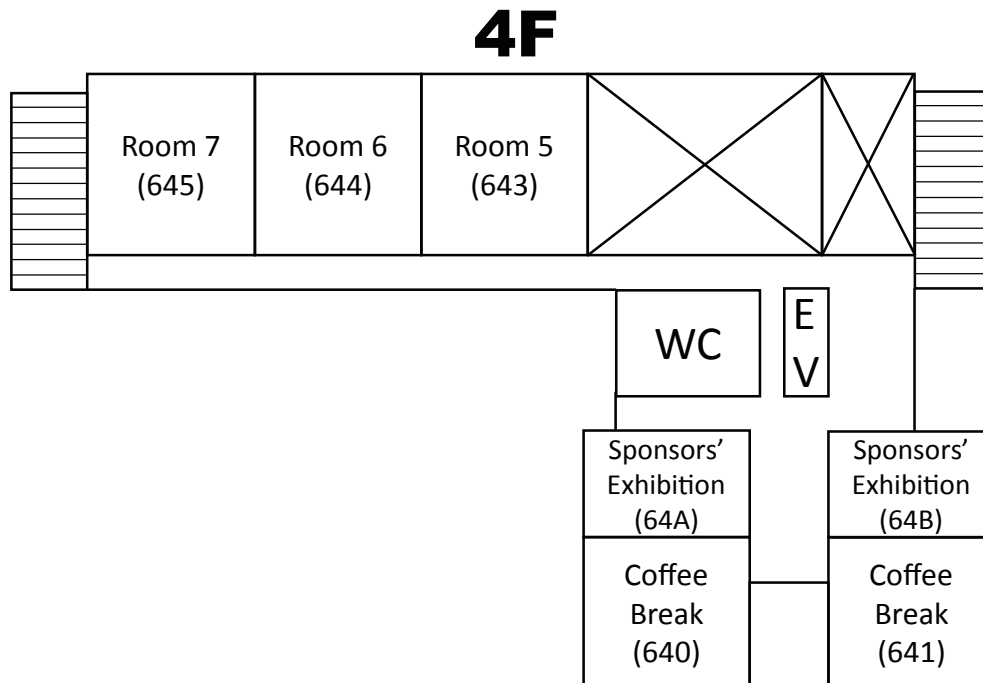 4F
Room 7
(645)
Room 6
(644)
Room 5
(643)
WC
E
V
Sponsors’
Exhibition
(64A)
Sponsors’
Exhibition
(64B)
Coffee
Break
(640)
Coffee
Break
(641)